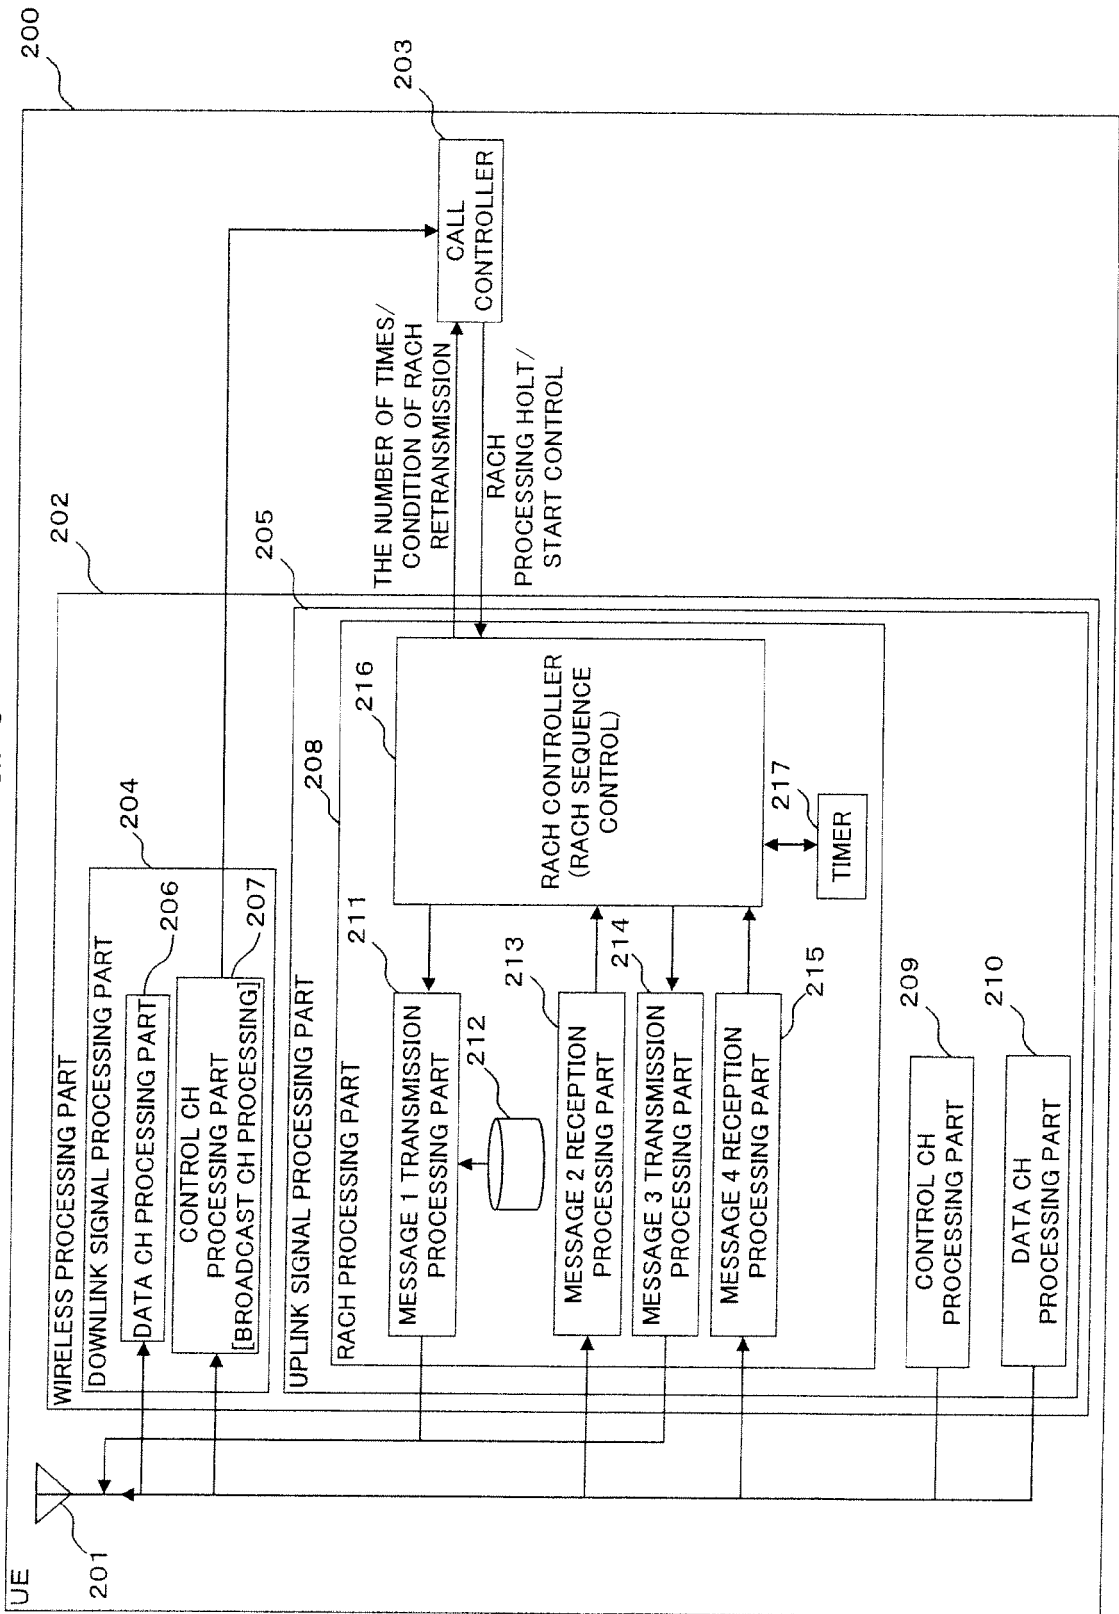 UE
200
201
WIRELESS PROCESSING PART
202
DOWNLINK SIGNAL PROCESSING PART
204
DATA CH PROCESSING PART
206
CONTROL CH
PROCESSING PART
[BROADCAST CH PROCESSING]
207
CALL
CONTROLLER
203
THE NUMBER OF TIMES/
CONDITION OF RACH
RETRANSMISSION
RACH
PROCESSING HOLT/
START CONTROL
UPLINK SIGNAL PROCESSING PART
205
RACH PROCESSING PART
208
MESSAGE 1 TRANSMISSION
PROCESSING PART
211
212
MESSAGE 2 RECEPTION
PROCESSING PART
213
MESSAGE 3 TRANSMISSION
PROCESSING PART
214
MESSAGE 4 RECEPTION
PROCESSING PART
215
RACH CONTROLLER
(RACH SEQUENCE
CONTROL)
216
TIMER
217
CONTROL CH
PROCESSING PART
209
DATA CH
PROCESSING PART
210